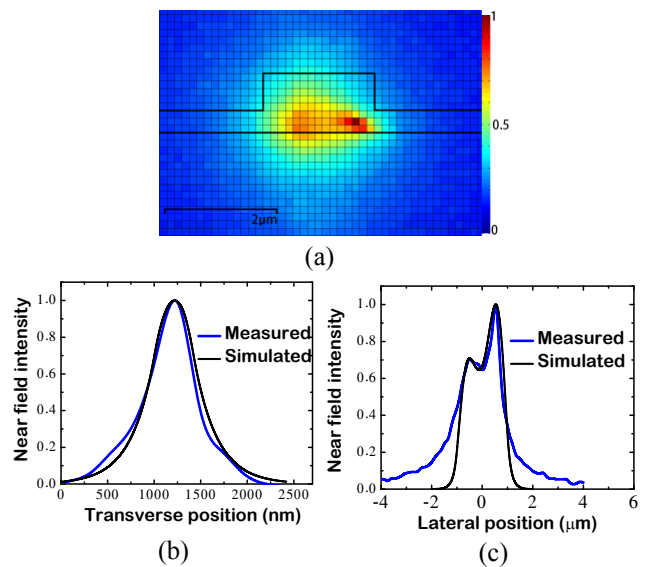 1
0.5
0
2μm
(a)
Near field intensity
1.0
0.8
0.6
0.4
0.2
0.0
Measured
Simulated
0 500 1000 1500 2000 2500
Transverse position (nm)
(b)
Near field intensity
1.0
0.8
0.6
0.4
0.2
0.0
Measured
Simulated
-4 -2 0 2 4 6
Lateral position (μm)
(c)